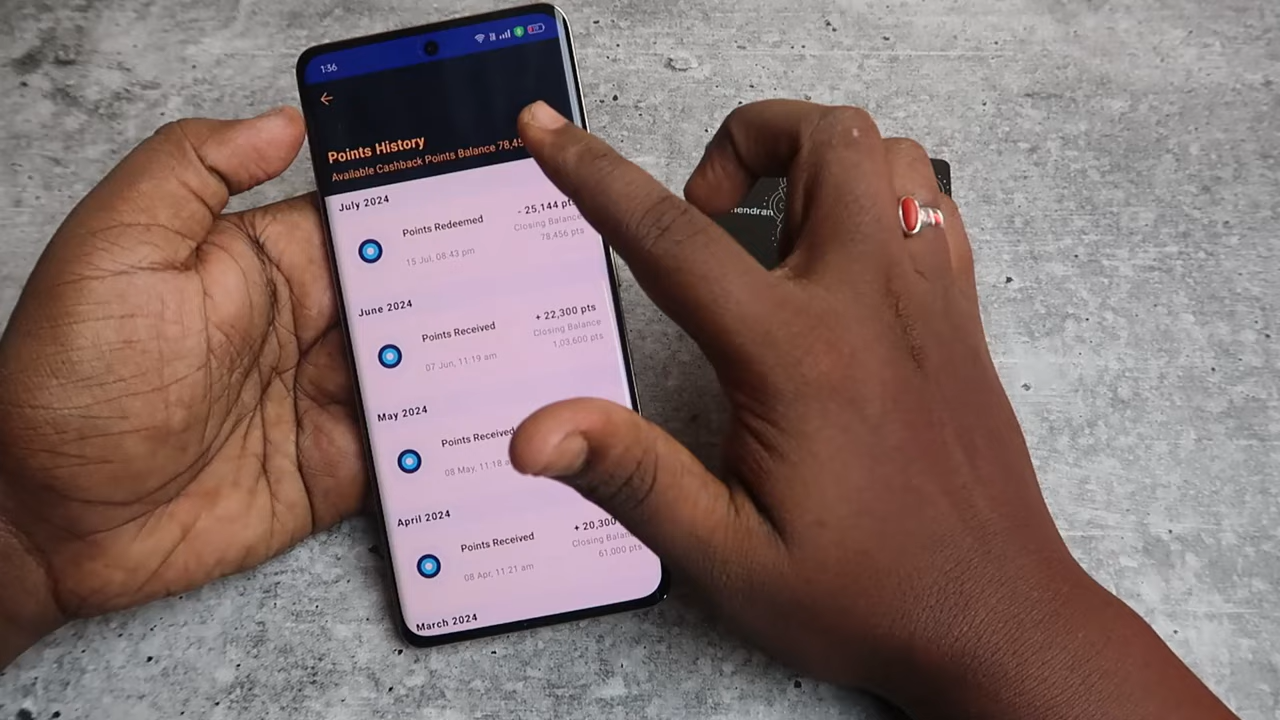 1:36
Points History
Available Cashback Points Balance 78,45
July 2024
Points Redeemed
- 25,144 pts
Closing Balance
78,456 pts
15 Jul, 08:43 pm
June 2024
Points Received
+ 22,300 pts
Closing Balance
1,03,600 pts
07 Jun, 11:19 am
May 2024
Points Received
08 May, 11:18
April 2024
Points Received
+ 20,300
Closing Balance
61,000 pts
08 Apr, 11:21 am
March 2024
nendran